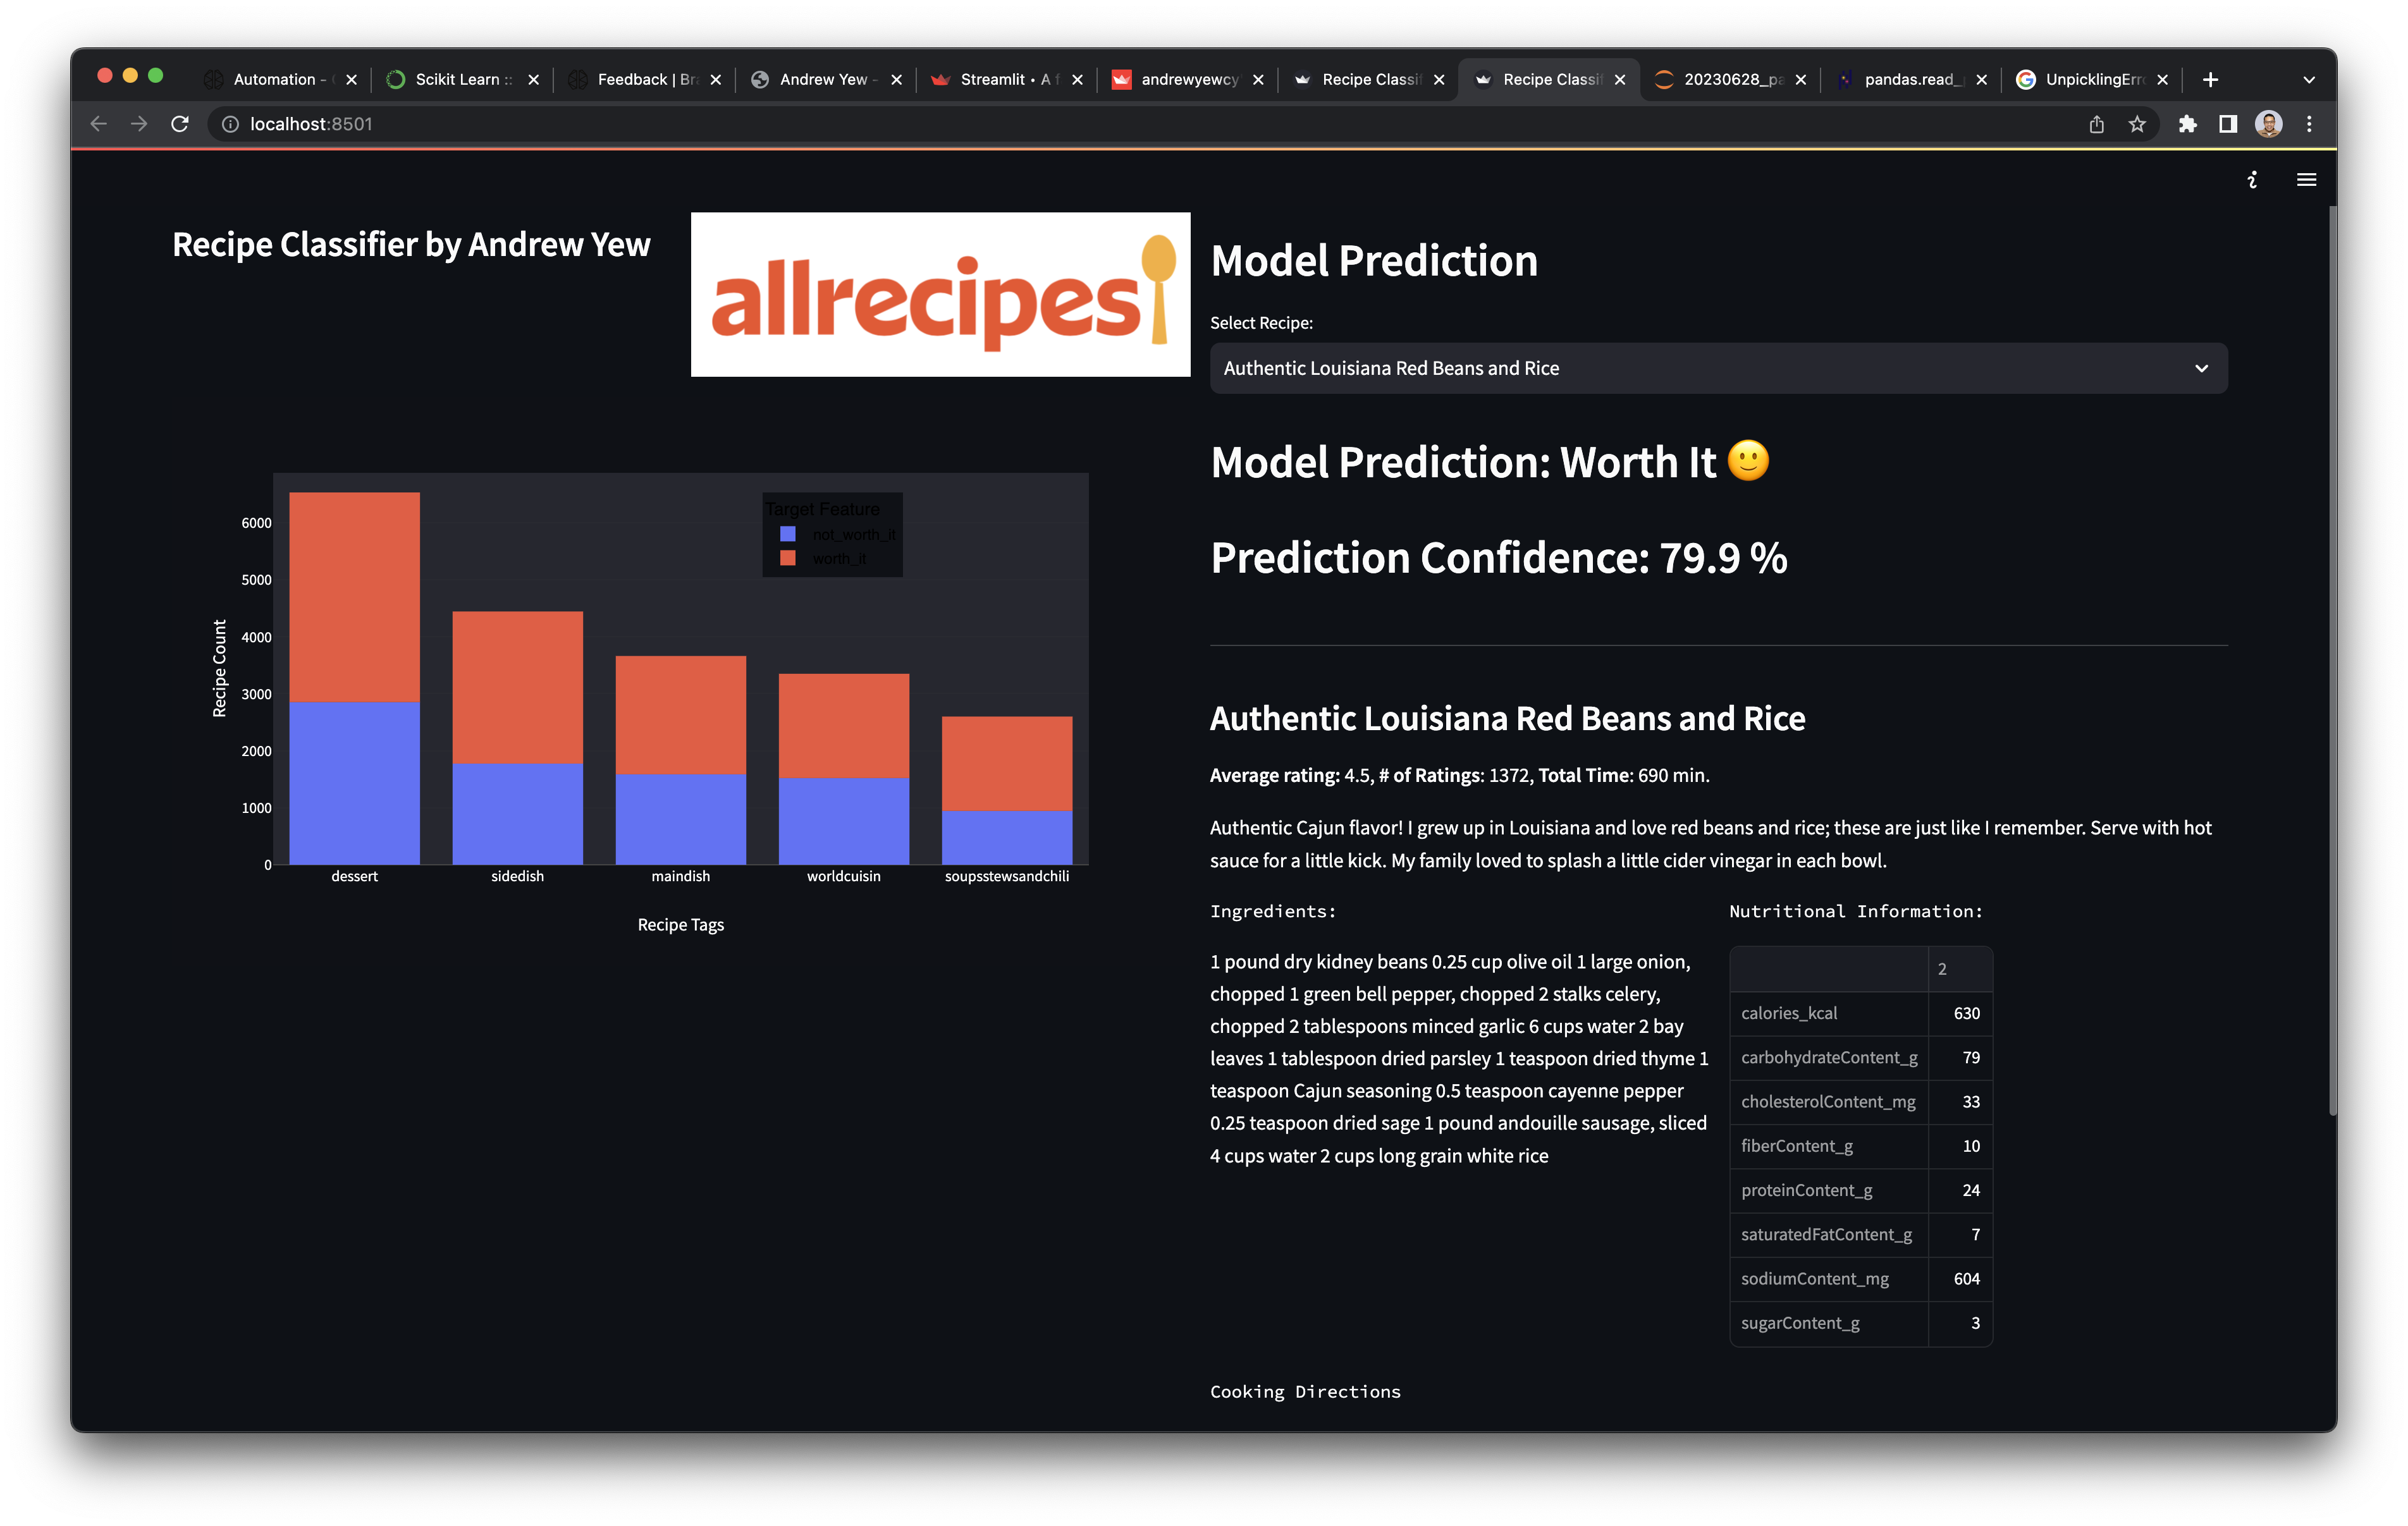 Automation -
Scikit Learn ::
Feedback | Br
Andrew Yew -
Streamlit • A f
andrewyewcy
Recipe Classif
Recipe Classif
20230628_pa
pandas.read_
UnpicklingErro
localhost:8501
Recipe Classifier by Andrew Yew
allrecipes
Target Feature
not_worth_it
worth_it
6000
5000
4000
3000
2000
1000
0
Recipe Count
dessert
sidedish
maindish
worldcuisin
soupsstewsandchili
Recipe Tags
Model Prediction
Select Recipe:
Authentic Louisiana Red Beans and Rice
Model Prediction: Worth It 🙂
Prediction Confidence: 79.9 %
Authentic Louisiana Red Beans and Rice
Average rating: 4.5, # of Ratings: 1372, Total Time: 690 min.
Authentic Cajun flavor! I grew up in Louisiana and love red beans and rice; these are just like I remember. Serve with hot
sauce for a little kick. My family loved to splash a little cider vinegar in each bowl.
Ingredients:
1 pound dry kidney beans 0.25 cup olive oil 1 large onion,
chopped 1 green bell pepper, chopped 2 stalks celery,
chopped 2 tablespoons minced garlic 6 cups water 2 bay
leaves 1 tablespoon dried parsley 1 teaspoon dried thyme 1
teaspoon Cajun seasoning 0.5 teaspoon cayenne pepper
0.25 teaspoon dried sage 1 pound andouille sausage, sliced
4 cups water 2 cups long grain white rice
Nutritional Information:
2
calories_kcal 630
carbohydrateContent_g 79
cholesterolContent_mg 33
fiberContent_g 10
proteinContent_g 24
saturatedFatContent_g 7
sodiumContent_mg 604
sugarContent_g 3
Cooking Directions